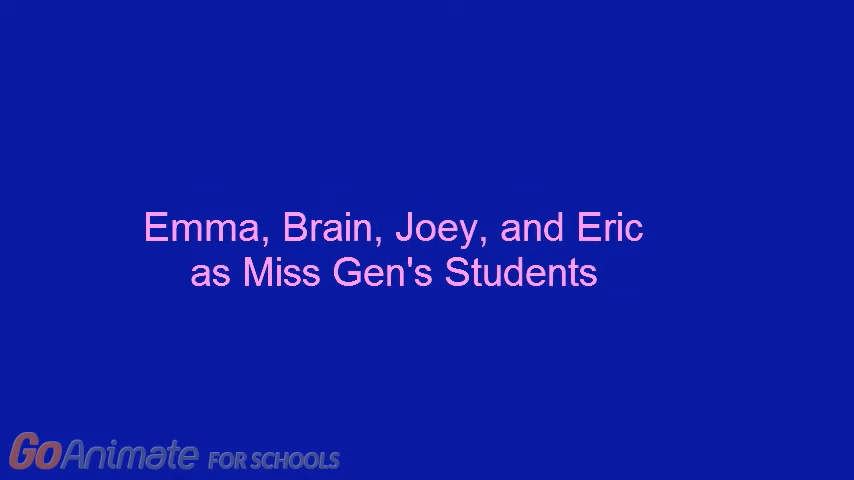 Emma, Brain, Joey, and Eric
as Miss Gen's Students
GoAnimate FOR SCHOOLS